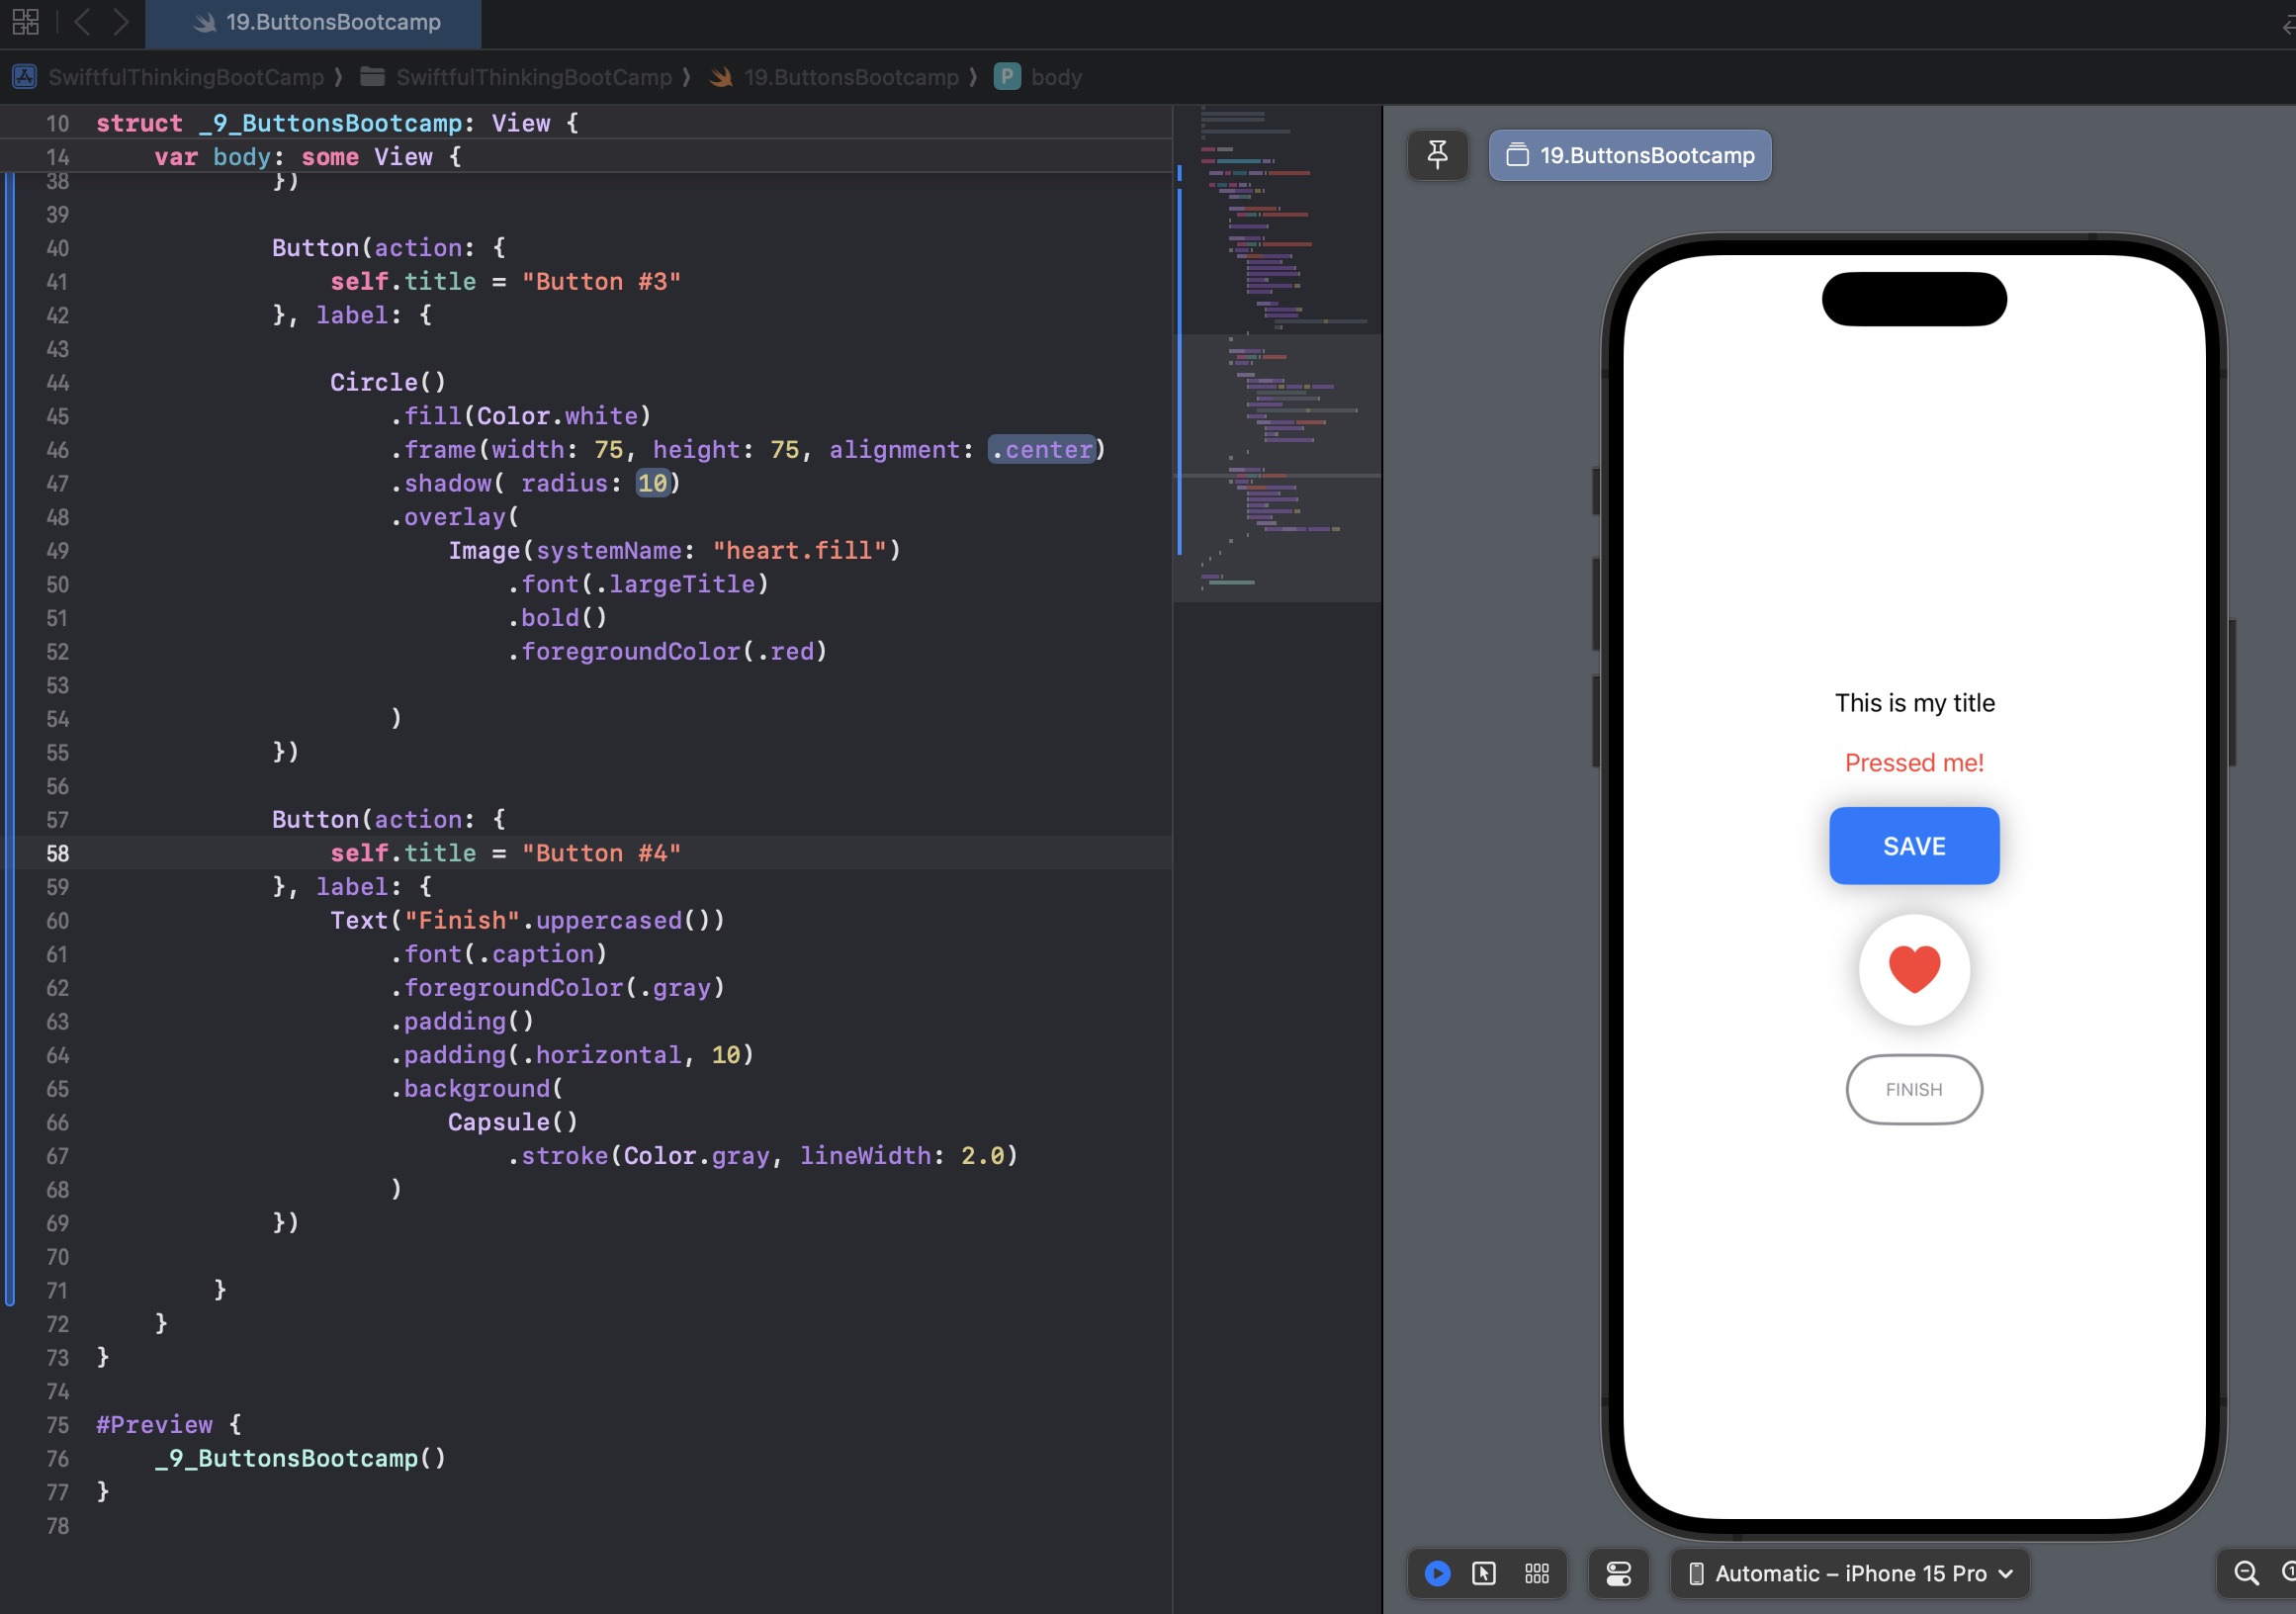 19.ButtonsBootcamp
SwiftfulThinkingBootCamp ⟩ SwiftfulThinkingBootCamp ⟩ 19.ButtonsBootcamp ⟩ P body
10 struct _9_ButtonsBootcamp: View {
14     var body: some View {
38             })
39
40             Button(action: {
41                 self.title = "Button #3"
42             }, label: {
43
44                 Circle()
45                     .fill(Color.white)
46                     .frame(width: 75, height: 75, alignment: .center)
47                     .shadow( radius: 10)
48                     .overlay(
49                         Image(systemName: "heart.fill")
50                             .font(.largeTitle)
51                             .bold()
52                             .foregroundColor(.red)
53
54                     )
55             })
56
57             Button(action: {
58                 self.title = "Button #4"
59             }, label: {
60                 Text("Finish".uppercased())
61                     .font(.caption)
62                     .foregroundColor(.gray)
63                     .padding()
64                     .padding(.horizontal, 10)
65                     .background(
66                         Capsule()
67                             .stroke(Color.gray, lineWidth: 2.0)
68                     )
69             })
70
71         }
72     }
73 }
74
75 #Preview {
76     _9_ButtonsBootcamp()
77 }
78
19.ButtonsBootcamp
This is my title
Pressed me!
SAVE
FINISH
Automatic – iPhone 15 Pro